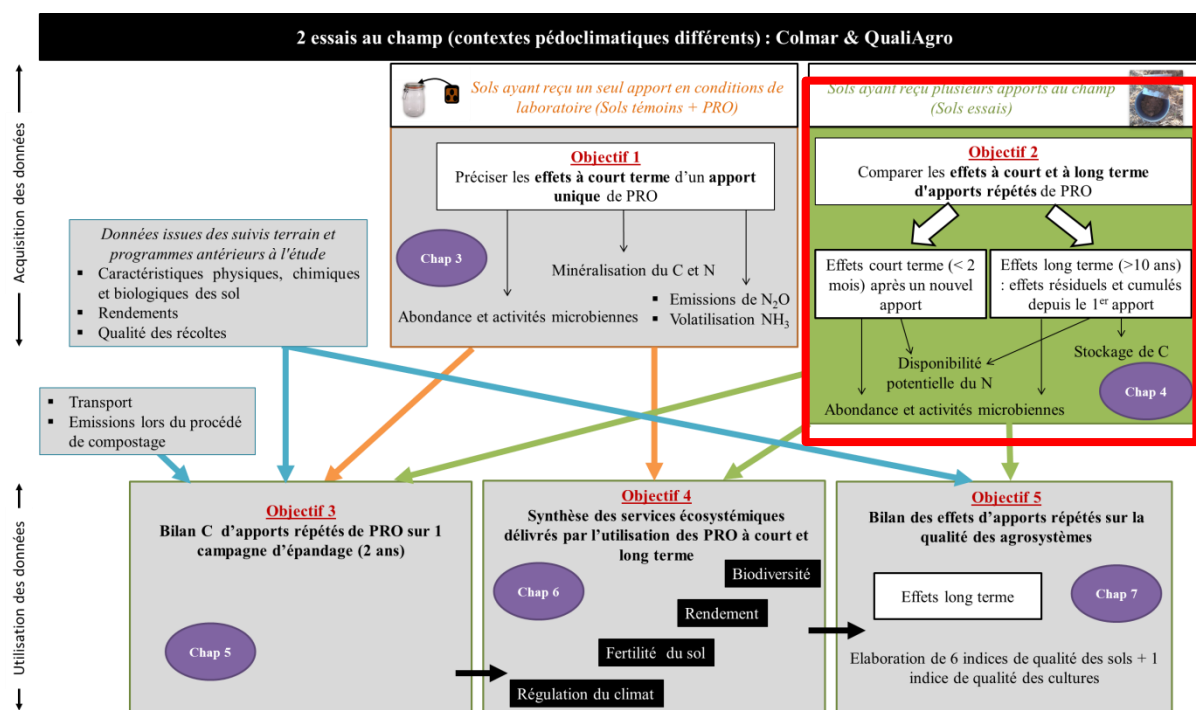 2 essais au champ (contextes pédoclimatiques différents) : Colmar & QualiAgro
Acquisition des données
Sols ayant reçu un seul apport en conditions de
laboratoire (Sols témoins + PRO)
Objectif 1
Préciser les effets à court terme d'un apport
unique de PRO
Chap 3
Minéralisation du C et N
Abondance et activités microbiennes
▪ Emissions de N₂O
▪ Volatilisation NH₃
Sols ayant reçu plusieurs apports au champ
(Sols essais)
Objectif 2
Comparer les effets à court et à long terme
d'apports répétés de PRO
Effets court terme (< 2
mois) après un nouvel
apport
Effets long terme (>10 ans)
: effets résiduels et cumulés
depuis le 1er apport
Stockage de C
Disponibilité
potentielle du N
Chap 4
Abondance et activités microbiennes
Données issues des suivis terrain et
programmes antérieurs à l'étude
▪ Caractéristiques physiques, chimiques
et biologiques des sol
▪ Rendements
▪ Qualité des récoltes
▪ Transport
▪ Emissions lors du procédé
de compostage
Utilisation des données
Objectif 3
Bilan C d'apports répétés de PRO sur 1
campagne d'épandage (2 ans)
Chap 5
Objectif 4
Synthèse des services écosystémiques
délivrés par l'utilisation des PRO à court et
long terme
Biodiversité
Chap 6
Rendement
Fertilité du sol
Régulation du climat
Objectif 5
Bilan des effets d'apports répétés sur la
qualité des agrosystèmes
Effets long terme
Chap 7
Elaboration de 6 indices de qualité des sols + 1
indice de qualité des cultures